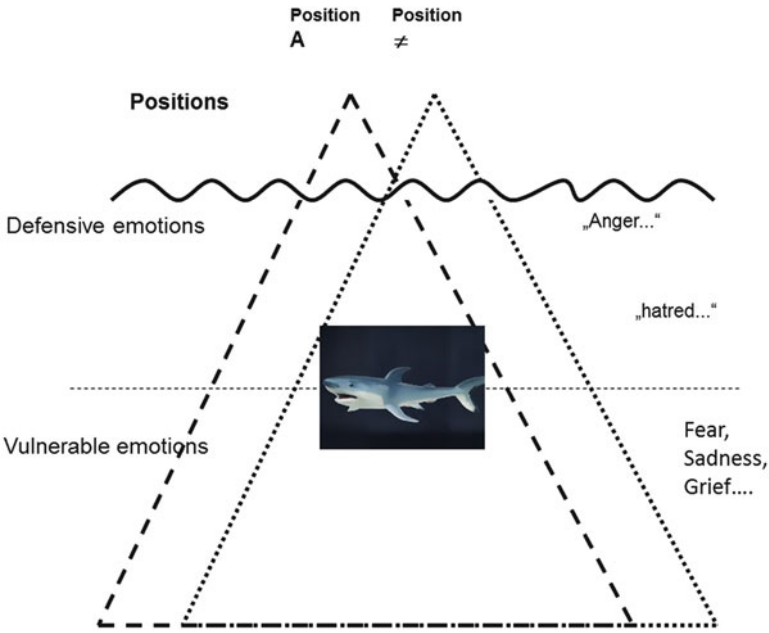 Position Position
A ≠
Positions
Defensive emotions
„Anger...“
„hatred...“
Vulnerable emotions
Fear,
Sadness,
Grief....